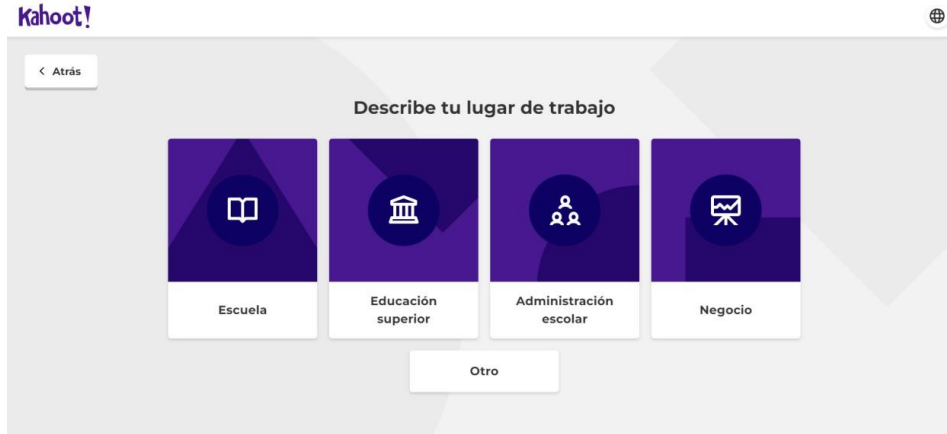 Kahoot!
Atrás
Describe tu lugar de trabajo
Escuela
Educación
superior
Administración
escolar
Negocio
Otro